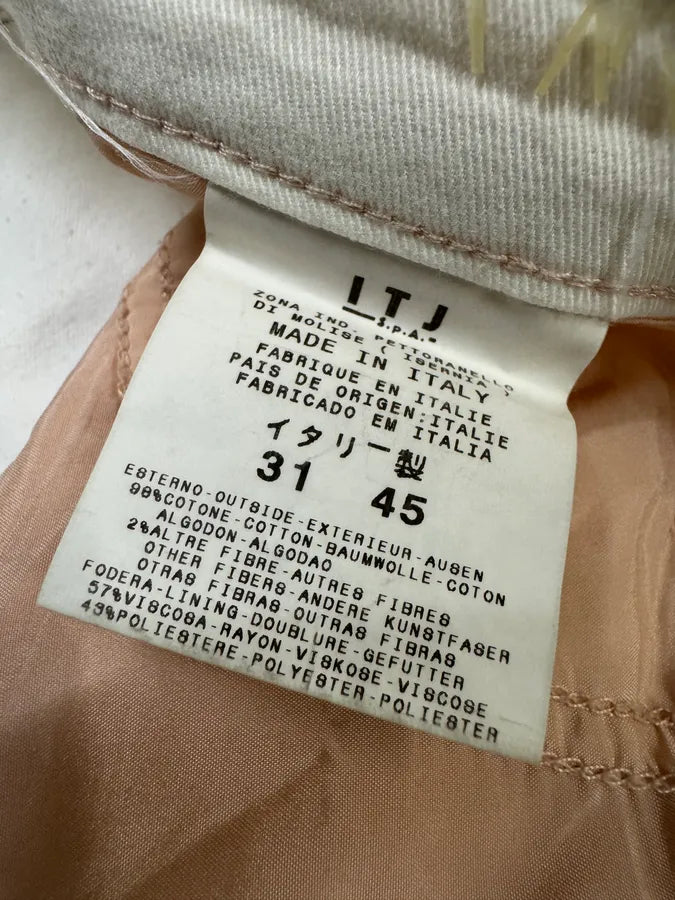 ITJ
S.P.A.
ZONA IND. PETTORANELLO
DI MOLISE ( ISERNIA )
MADE IN ITALY
FABRIQUE EN ITALIE
PAIS DE ORIGEN:ITALIE
FABRICADO EM ITALIA
イタリー製
31 45
ESTERNO-OUTSIDE-EXTERIEUR-AUSEN
98%COTONE-COTTON-BAUMWOLLE-COTON
ALGODON-ALGODAO
2%ALTRE FIBRE-AUTRES FIBRES
OTHER FIBERS-ANDERE KUNSTFASER
OTRAS FIBRAS-OUTRAS FIBRAS
FODERA-LINING-DOUBLURE-GEFUTTER
57%VISCOSA-RAYON-VISKOSE-VISCOSE
43%POLIESTERE-POLYESTER-POLIESTER